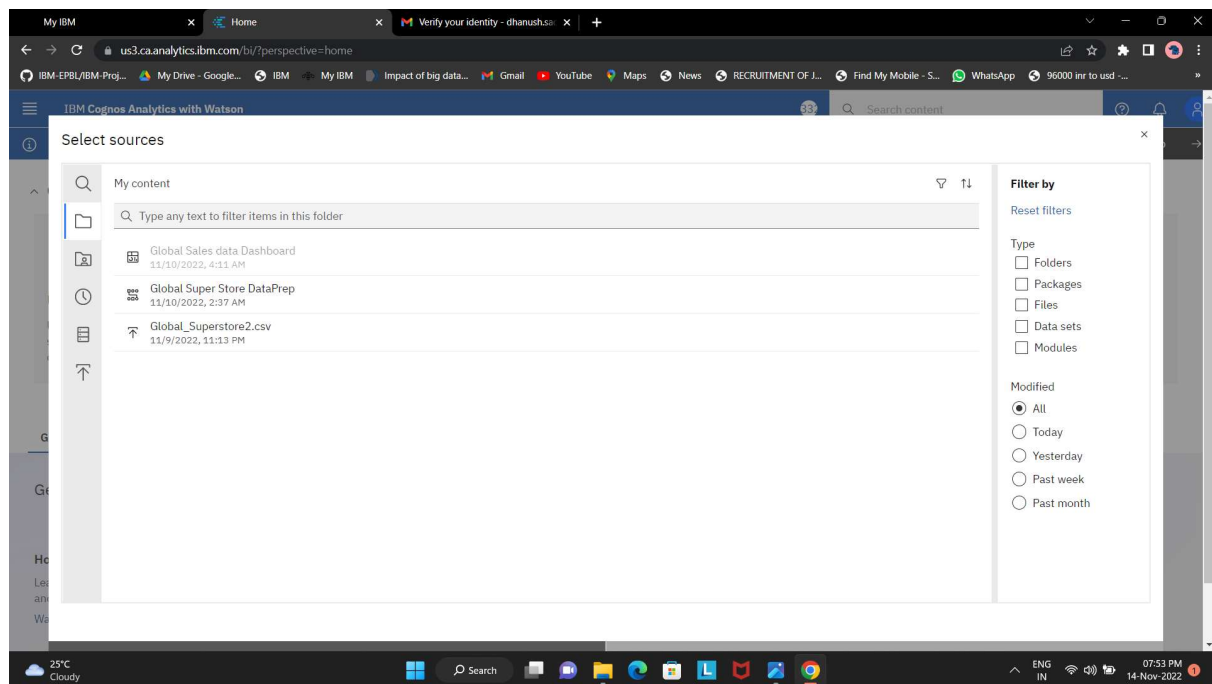 My IBM
Home
Verify your identity - dhanush.sa
us3.ca.analytics.ibm.com/bi/?perspective=home
IBM-EPBL/IBM-Proj... My Drive - Google... IBM My IBM Impact of big data... Gmail YouTube Maps News RECRUITMENT OF J... Find My Mobile - S... WhatsApp 96000 inr to usd -... »
IBM Cognos Analytics with Watson
Search content
Select sources
My content
Type any text to filter items in this folder
Global Sales data Dashboard
11/10/2022, 4:11 AM
Global Super Store DataPrep
11/10/2022, 2:37 AM
Global_Superstore2.csv
11/9/2022, 11:13 PM
Filter by
Reset filters
Type
Folders
Packages
Files
Data sets
Modules
Modified
All
Today
Yesterday
Past week
Past month
G
Ge
Ho
Lea
and
Wa
25°C
Cloudy
Search
ENG
IN
07:53 PM
14-Nov-2022
1